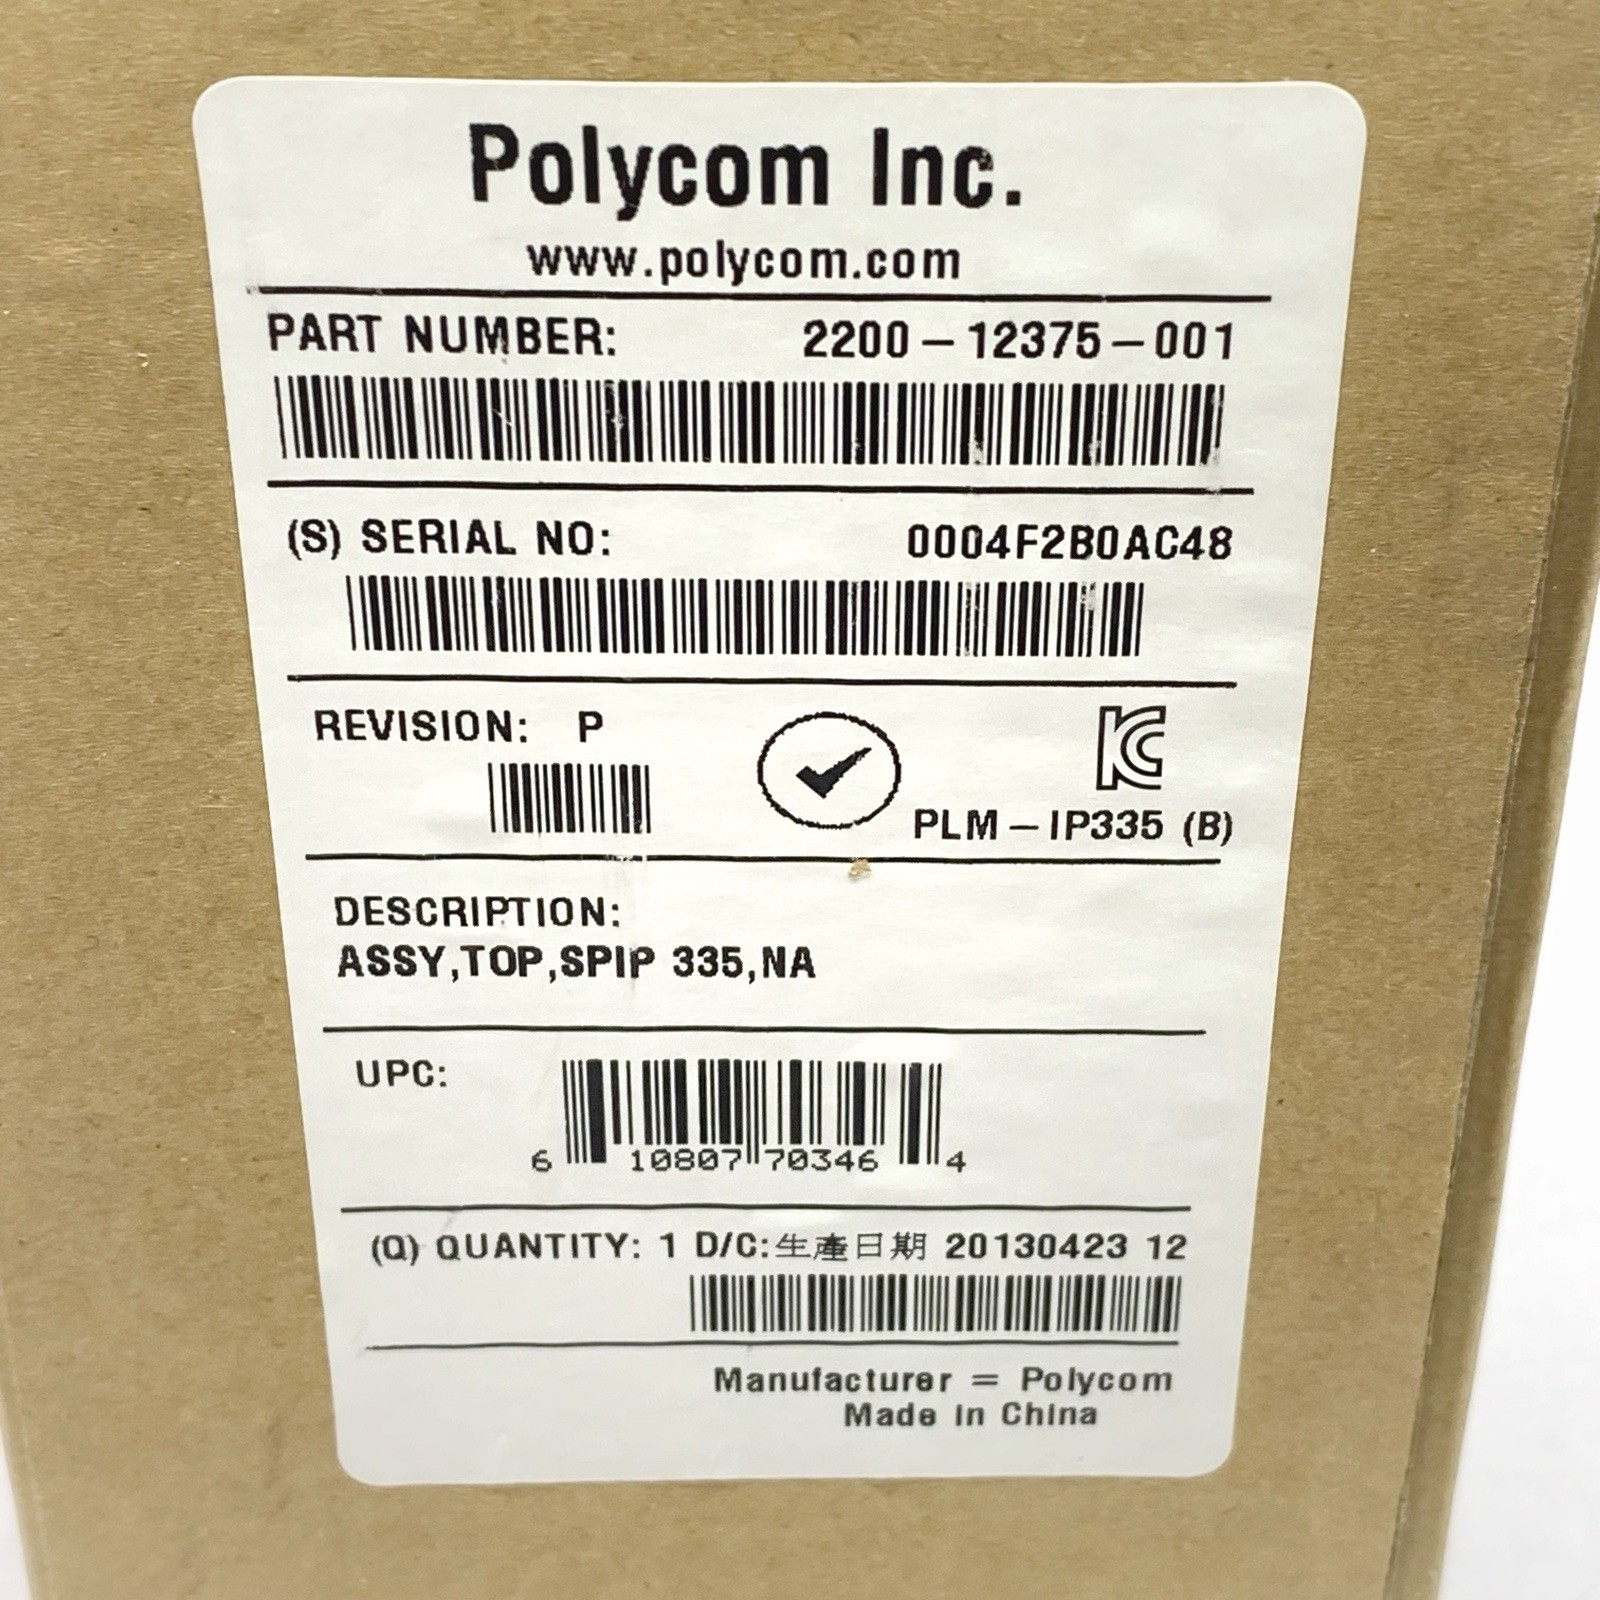 Polycom Inc.
www.polycom.com
PART NUMBER: 2200-12375-001
(S) SERIAL NO: 0004F2B0AC48
REVISION: P
KC
PLM-IP335 (B)
DESCRIPTION:
ASSY,TOP,SPIP 335,NA
UPC:
6 10807 70346 4
(Q) QUANTITY: 1 D/C:生產日期 20130423 12
Manufacturer = Polycom
Made in China